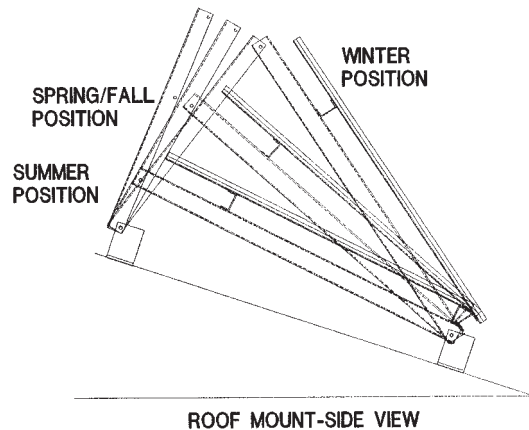 WINTER
POSITION
SPRING/FALL
POSITION
SUMMER
POSITION
ROOF MOUNT-SIDE VIEW